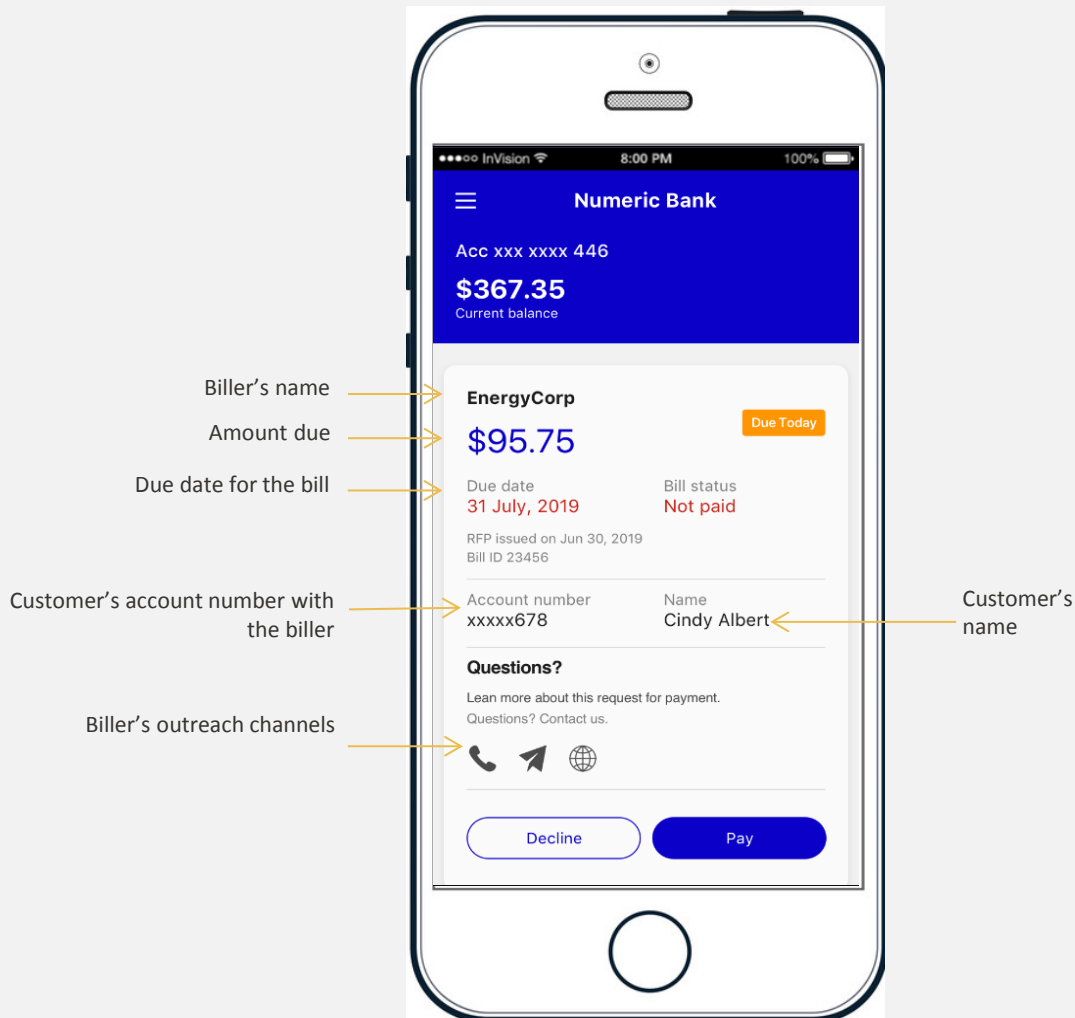 InVision 8:00 PM 100%
Numeric Bank
Acc xxx xxxx 446
$367.35
Current balance
Biller's name
EnergyCorp
Amount due
$95.75
Due Today
Due date for the bill
Due date Bill status
31 July, 2019 Not paid
RFP issued on Jun 30, 2019
Bill ID 23456
Customer's account number with
the biller
Account number Name
xxxxx678 Cindy Albert
Customer's
name
Questions?
Lean more about this request for payment.
Questions? Contact us.
Biller's outreach channels
Decline Pay